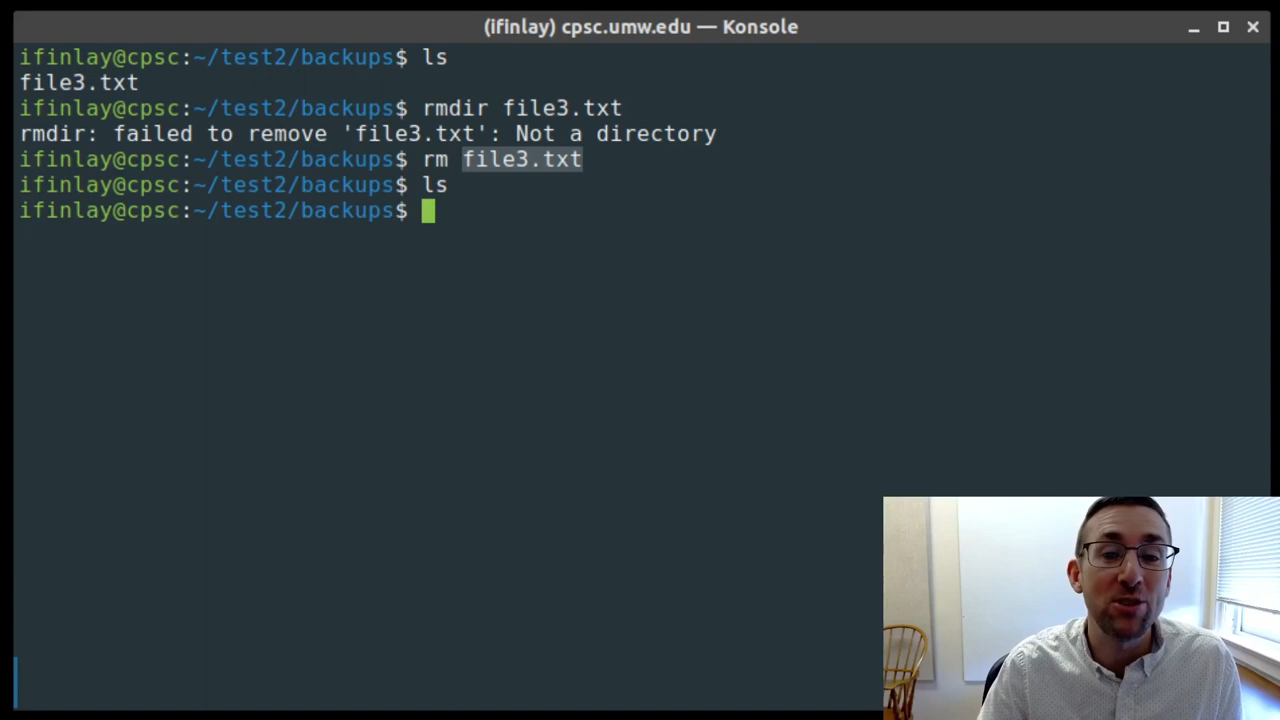 (ifinlay) cpsc.umw.edu — Konsole
ifinlay@cpsc:~/test2/backups$ ls
file3.txt
ifinlay@cpsc:~/test2/backups$ rmdir file3.txt
rmdir: failed to remove 'file3.txt': Not a directory
ifinlay@cpsc:~/test2/backups$ rm file3.txt
ifinlay@cpsc:~/test2/backups$ ls
ifinlay@cpsc:~/test2/backups$